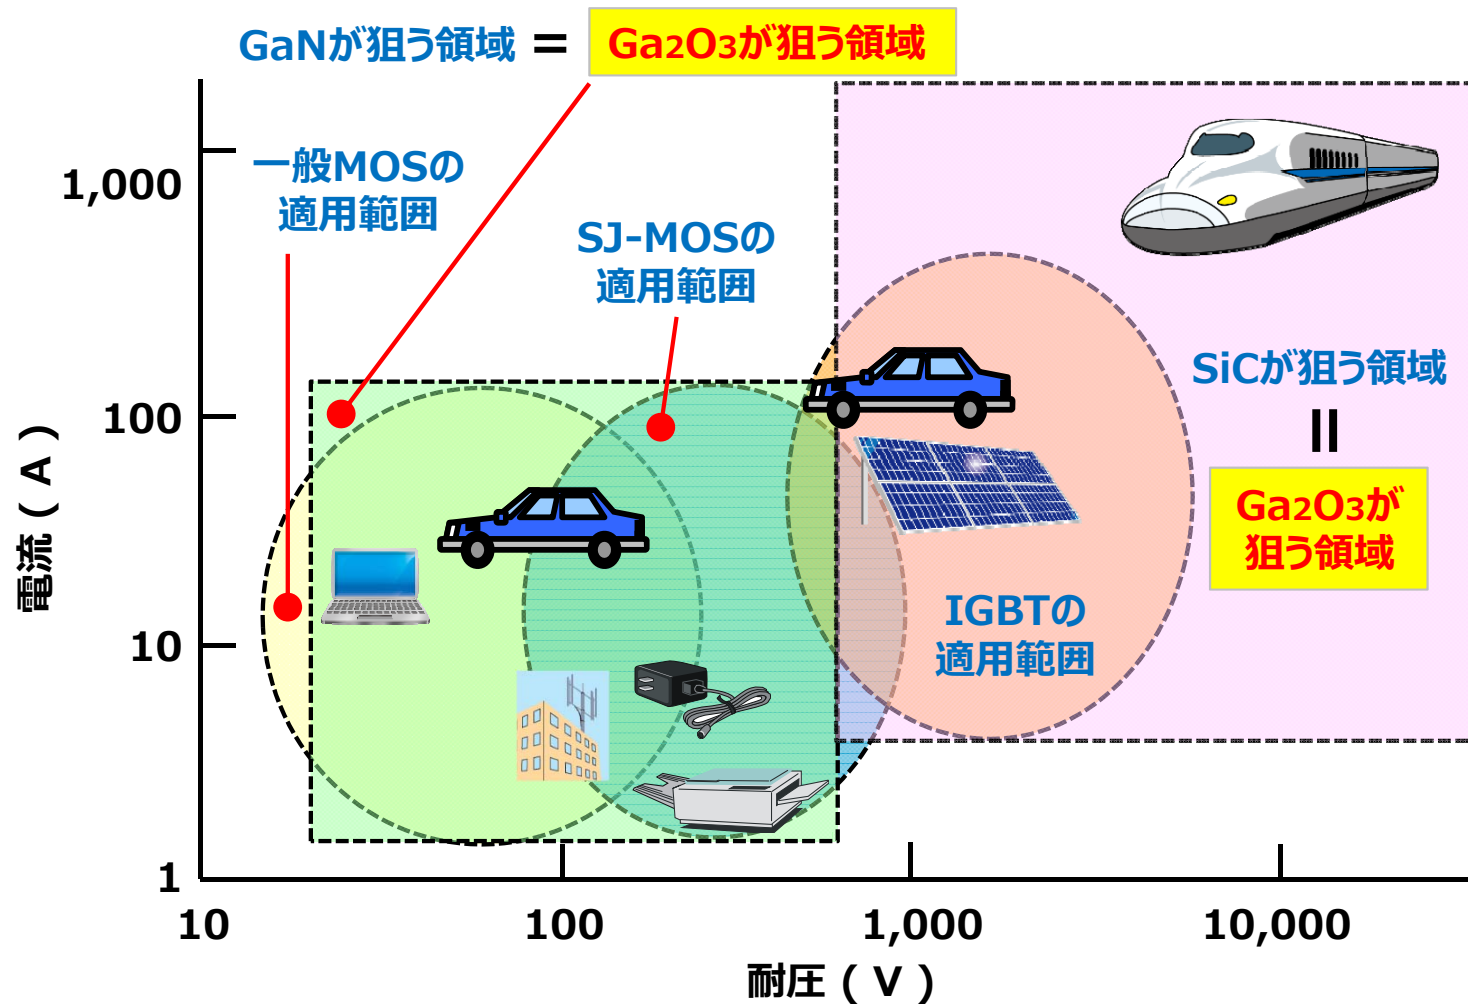 GaNが狙う領域 = Ga2O3が狙う領域
一般MOSの
適用範囲
SJ-MOSの
適用範囲
SiCが狙う領域
=
Ga2O3が
狙う領域
IGBTの
適用範囲
電流 ( A )
1,000
100
10
1
10
100
1,000
10,000
耐圧 ( V )